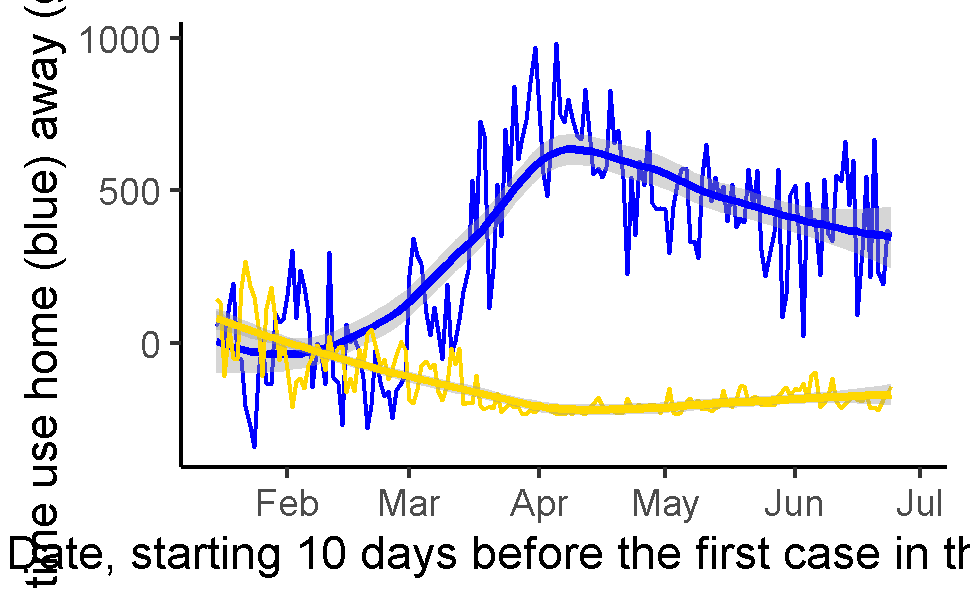 time use home (blue) away (
1000
500
0
Feb Mar Apr May Jun Jul
Date, starting 10 days before the first case in th